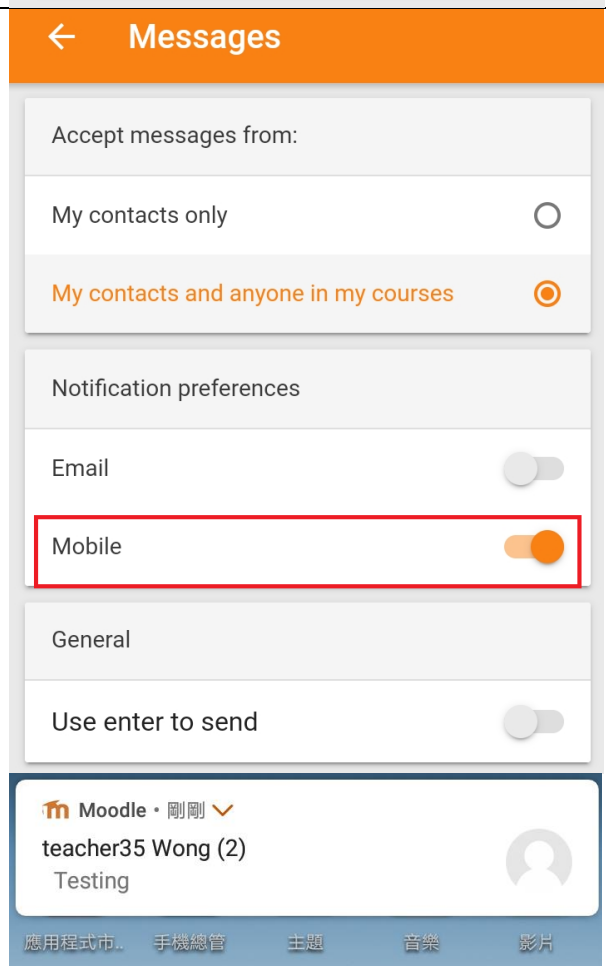 Messages
Accept messages from:
My contacts only
My contacts and anyone in my courses
Notification preferences
Email
Mobile
General
Use enter to send
Moodle • 剛剛
teacher35 Wong (2)
Testing
應用程式市.. 手機總管 主題 音樂 影片